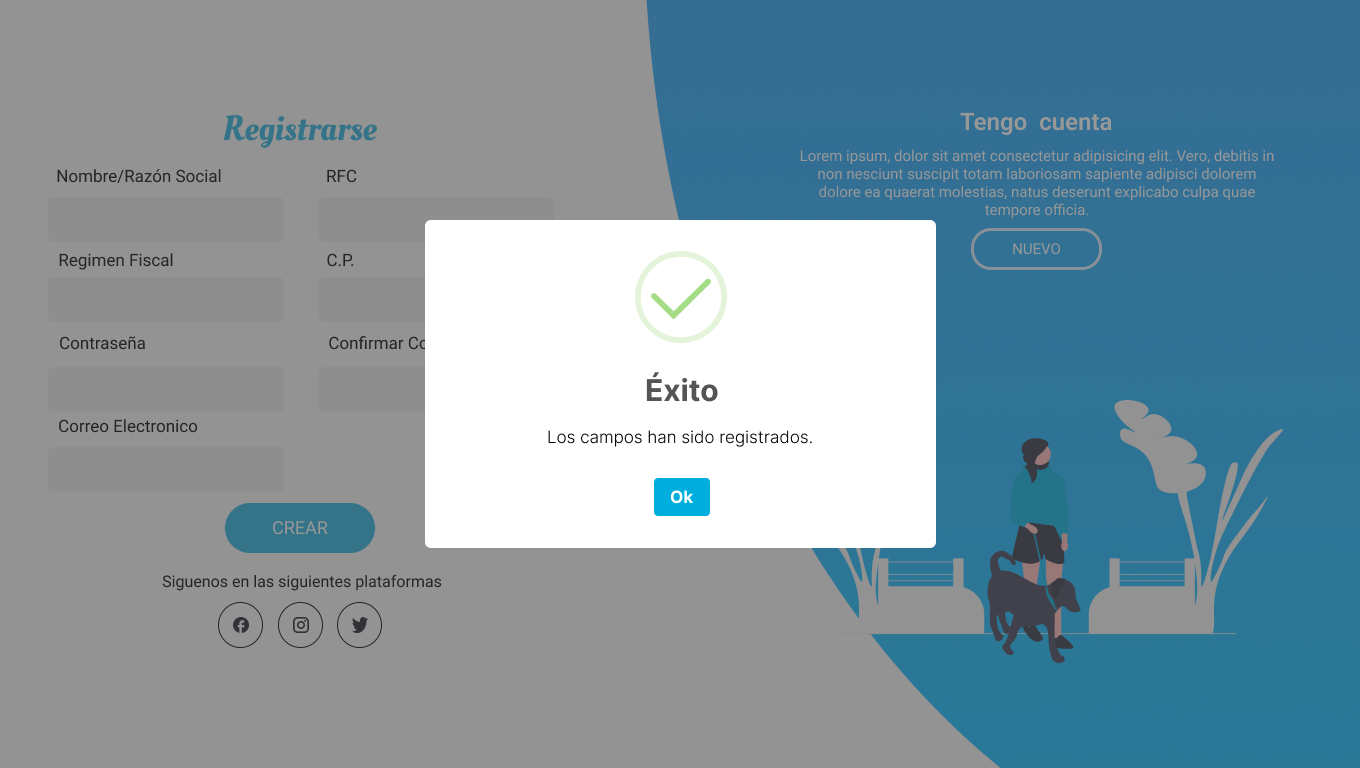 Registrarse
Nombre/Razón Social
RFC
Regimen Fiscal
C.P.
Contraseña
Confirmar Co
Correo Electronico
CREAR
Siguenos en las siguientes plataformas
Tengo cuenta
Lorem ipsum, dolor sit amet consectetur adipisicing elit. Vero, debitis in
non nesciunt suscipit totam laboriosam sapiente adipisci dolorem
dolore ea quaerat molestias, natus deserunt explicabo culpa quae
tempore officia.
NUEVO
Éxito
Los campos han sido registrados.
Ok